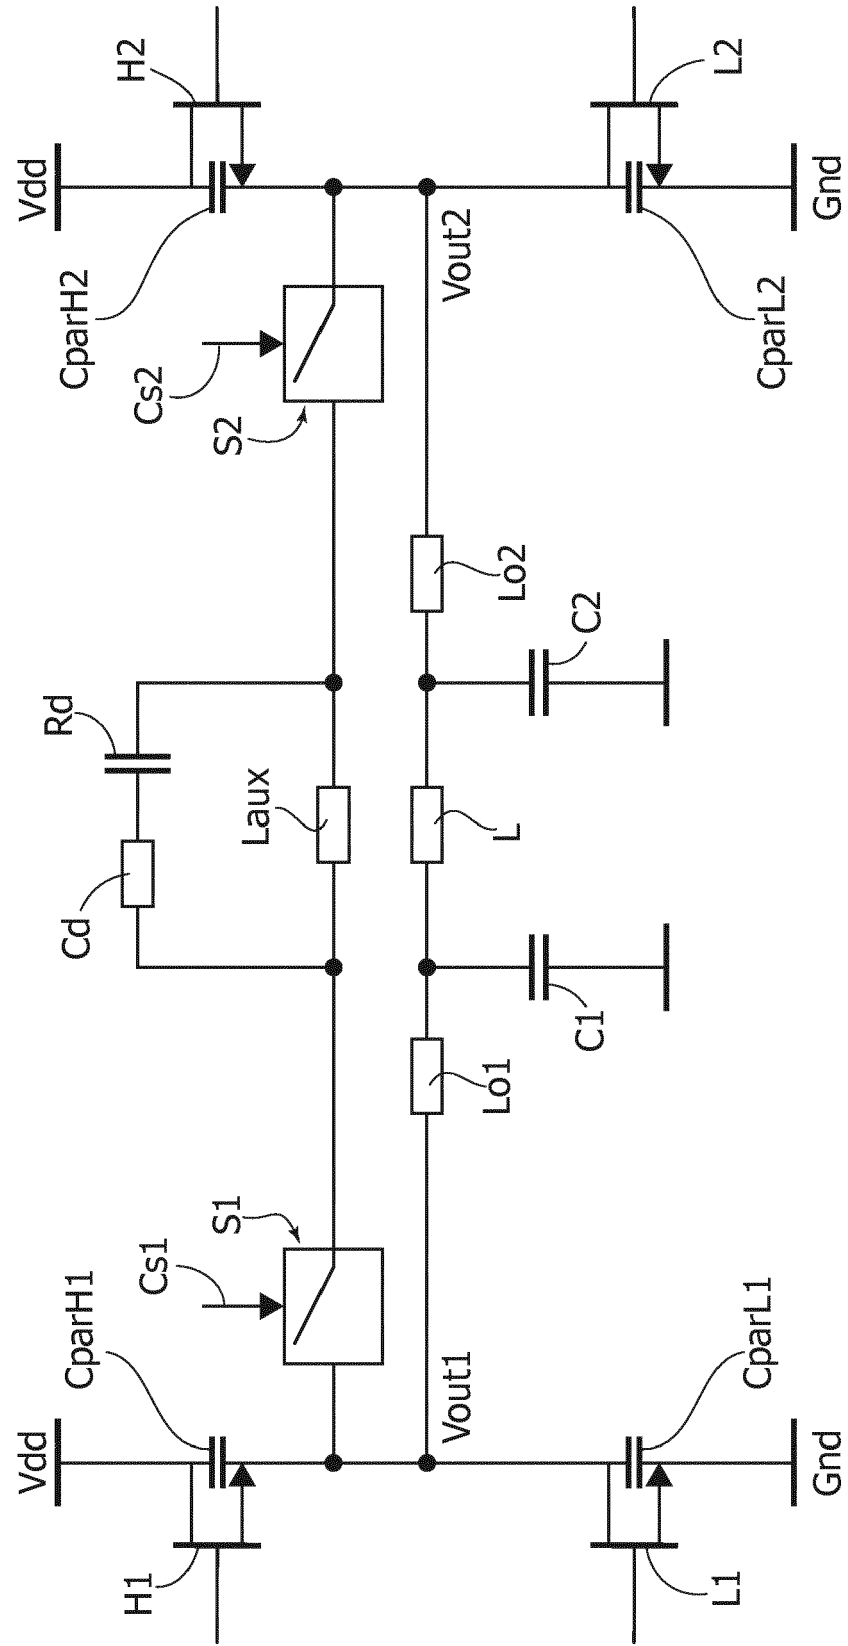 Vdd
Vdd
Rd
Cd
CparH1
CparH2
H1
H2
Cs1
Cs2
S1
S2
Laux
Vout1
Vout2
Lo1
L
Lo2
C1
C2
L1
L2
CparL1
CparL2
Gnd
Gnd